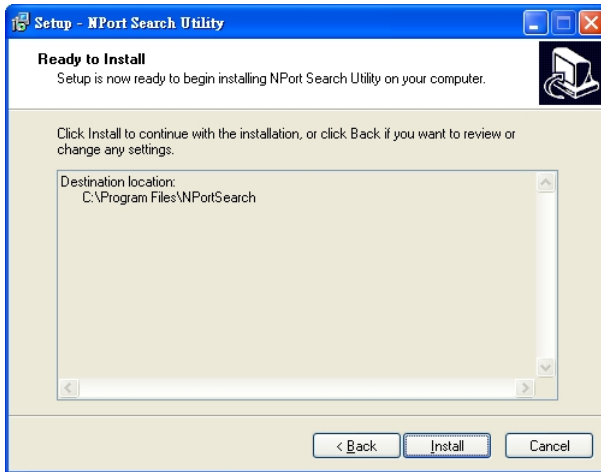 Setup - NPort Search Utility
Ready to Install
Setup is now ready to begin installing NPort Search Utility on your computer.
Click Install to continue with the installation, or click Back if you want to review or
change any settings.
Destination location:
C:\Program Files\NPortSearch
< Back
Install
Cancel